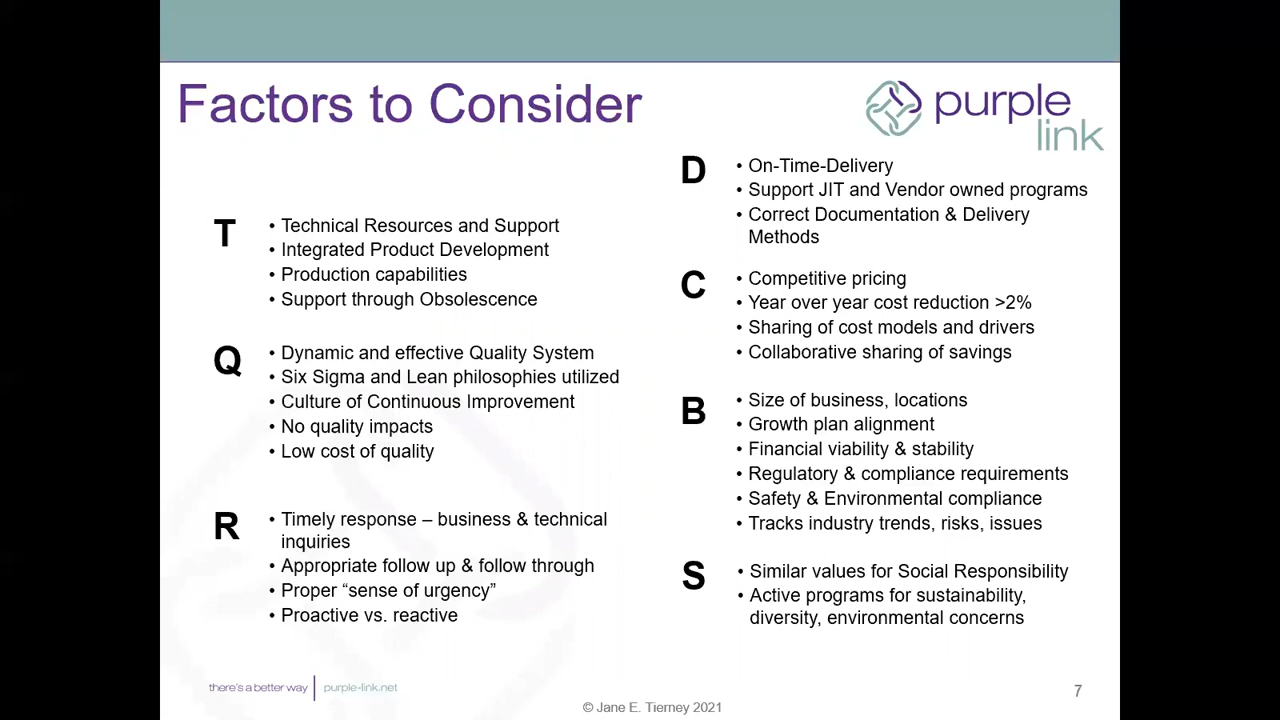 Factors to Consider
purple
link
T
• Technical Resources and Support
• Integrated Product Development
• Production capabilities
• Support through Obsolescence
Q
• Dynamic and effective Quality System
• Six Sigma and Lean philosophies utilized
• Culture of Continuous Improvement
• No quality impacts
• Low cost of quality
R
• Timely response – business & technical
inquiries
• Appropriate follow up & follow through
• Proper “sense of urgency”
• Proactive vs. reactive
D
• On-Time-Delivery
• Support JIT and Vendor owned programs
• Correct Documentation & Delivery
Methods
C
• Competitive pricing
• Year over year cost reduction >2%
• Sharing of cost models and drivers
• Collaborative sharing of savings
B
• Size of business, locations
• Growth plan alignment
• Financial viability & stability
• Regulatory & compliance requirements
• Safety & Environmental compliance
• Tracks industry trends, risks, issues
S
• Similar values for Social Responsibility
• Active programs for sustainability,
diversity, environmental concerns
there's a better way | purple-link.net
© Jane E. Tierney 2021
7